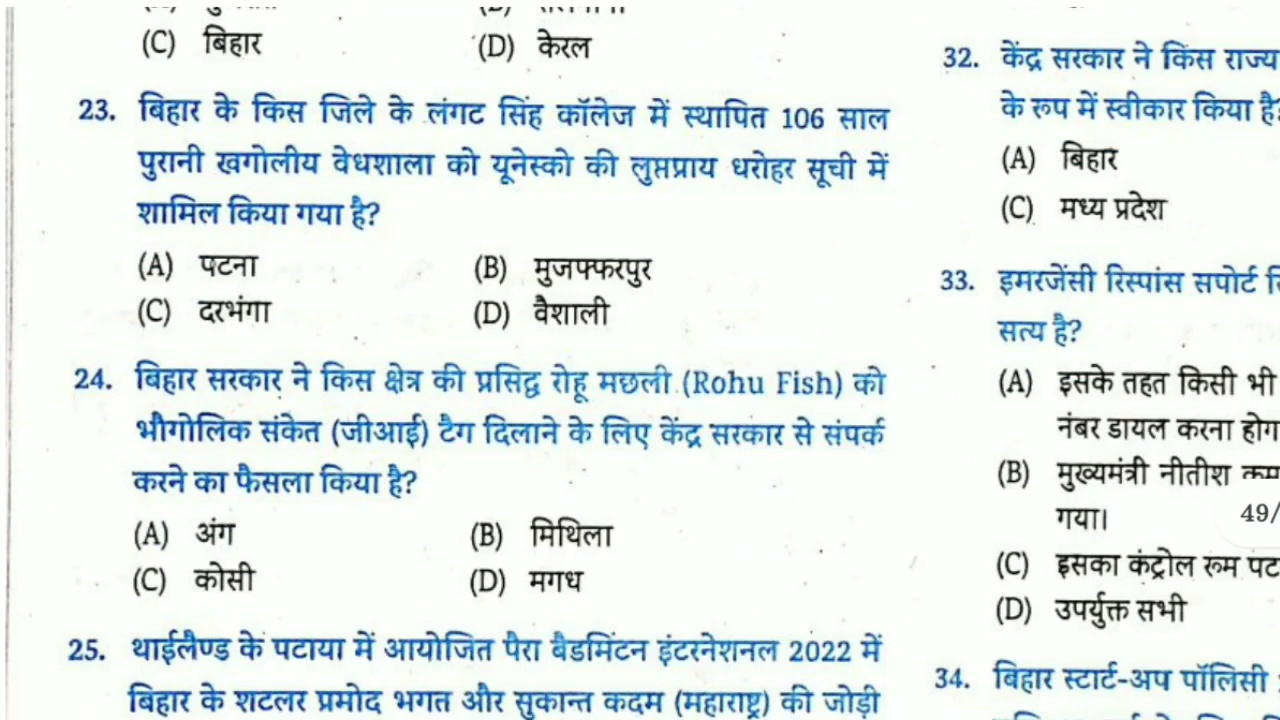 (C) बिहार
(D) केरल
23. बिहार के किस जिले के लंगट सिंह कॉलेज में स्थापित 106 साल
पुरानी खगोलीय वेधशाला को यूनेस्को की लुप्तप्राय धरोहर सूची में
शामिल किया गया है?
(A) पटना
(B) मुजफ्फरपुर
(C) दरभंगा
(D) वैशाली
24. बिहार सरकार ने किस क्षेत्र की प्रसिद्ध रोहू मछली (Rohu Fish) को
भौगोलिक संकेत (जीआई) टैग दिलाने के लिए केंद्र सरकार से संपर्क
करने का फैसला किया है?
(A) अंग
(B) मिथिला
(C) कोसी
(D) मगध
25. थाईलैण्ड के पटाया में आयोजित पैरा बैडमिंटन इंटरनेशनल 2022 में
बिहार के शटलर प्रमोद भगत और सुकान्त कदम (महाराष्ट्र) की जोड़ी
32. केंद्र सरकार ने किस राज्य
के रूप में स्वीकार किया है
(A) बिहार
(C) मध्य प्रदेश
33. इमरजेंसी रिस्पांस सपोर्ट
सत्य है?
(A) इसके तहत किसी भी
नंबर डायल करना होग
(B) मुख्यमंत्री नीतीश
गया।
49/
(C) इसका कंट्रोल रूम पट
(D) उपर्युक्त सभी
34. बिहार स्टार्ट-अप पॉलिसी